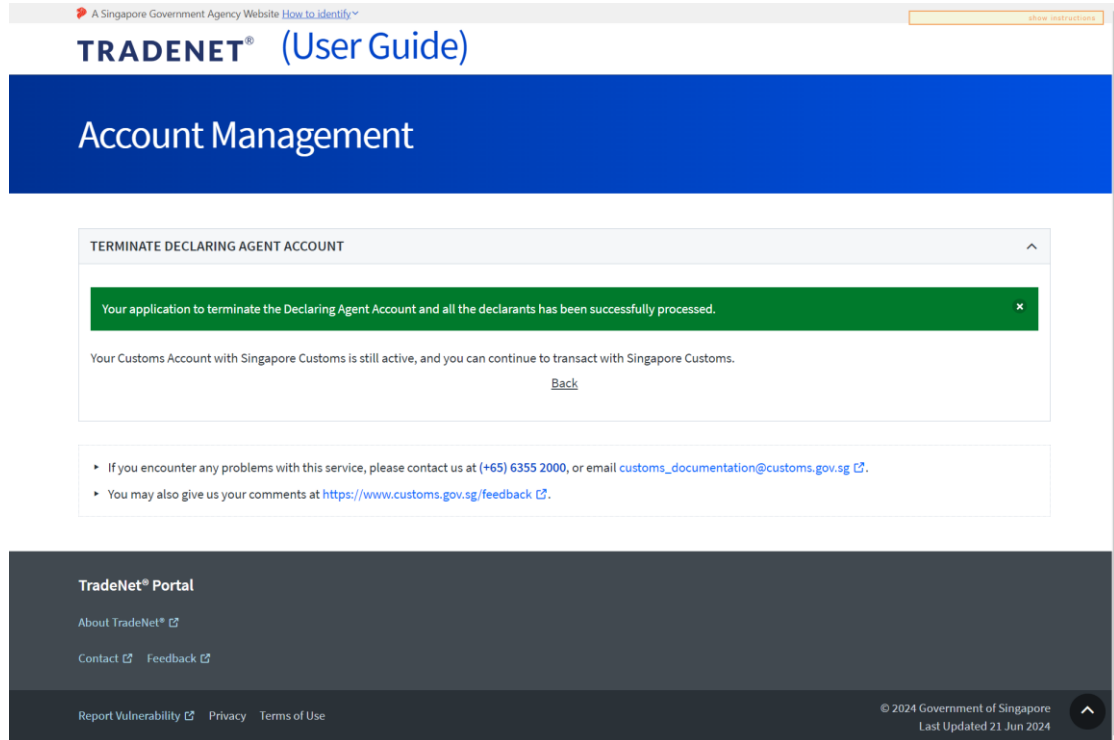 A Singapore Government Agency Website How to identify
show instructions
TRADENET® (User Guide)
Account Management
TERMINATE DECLARING AGENT ACCOUNT
Your application to terminate the Declaring Agent Account and all the declarants has been successfully processed.
Your Customs Account with Singapore Customs is still active, and you can continue to transact with Singapore Customs.
Back
If you encounter any problems with this service, please contact us at (+65) 6355 2000, or email customs_documentation@customs.gov.sg.
You may also give us your comments at https://www.customs.gov.sg/feedback.
TradeNet® Portal
About TradeNet®
Contact Feedback
Report Vulnerability Privacy Terms of Use
© 2024 Government of Singapore
Last Updated 21 Jun 2024